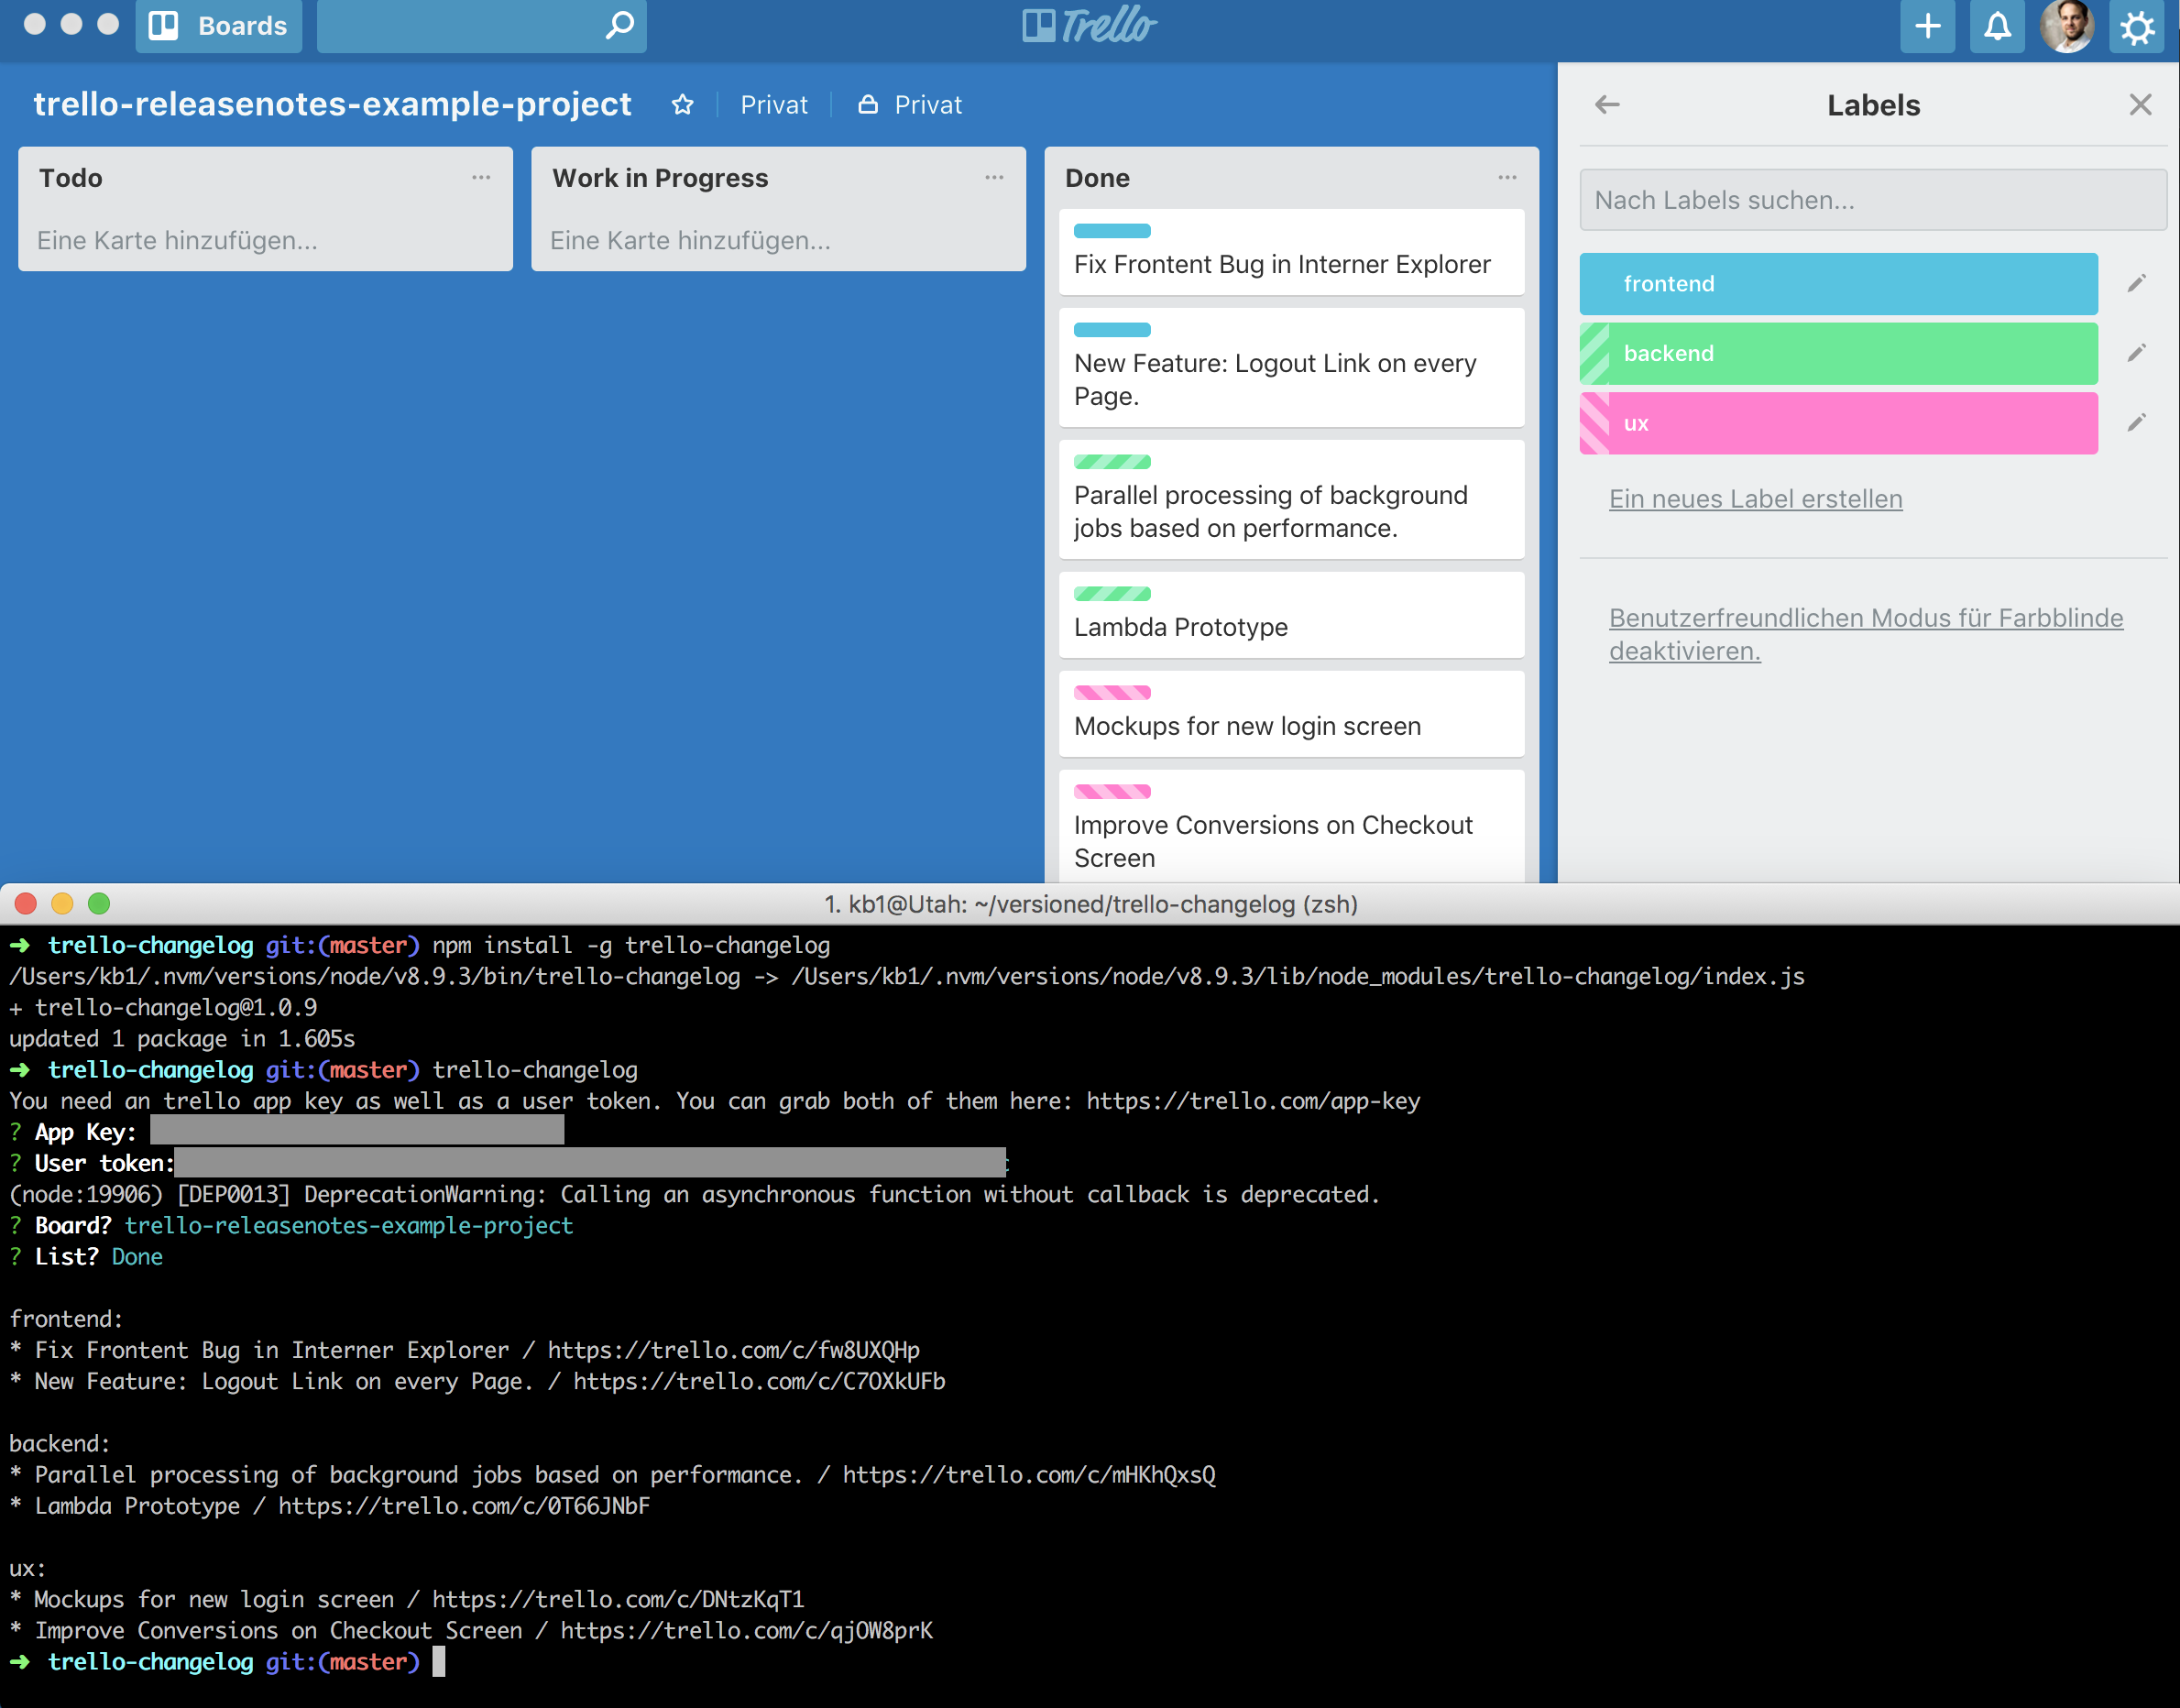 Boards
Trello
trello-releasenotes-example-project
Privat
Privat
Todo
Eine Karte hinzufügen...
Work in Progress
Eine Karte hinzufügen...
Done
Fix Frontent Bug in Interner Explorer
New Feature: Logout Link on every
Page.
Parallel processing of background
jobs based on performance.
Lambda Prototype
Mockups for new login screen
Improve Conversions on Checkout
Screen
Labels
Nach Labels suchen...
frontend
backend
ux
Ein neues Label erstellen
Benutzerfreundlichen Modus für Farbblinde
deaktivieren.
1. kb1@Utah: ~/versioned/trello-changelog (zsh)
➜ trello-changelog git:(master) npm install -g trello-changelog
/Users/kb1/.nvm/versions/node/v8.9.3/bin/trello-changelog -> /Users/kb1/.nvm/versions/node/v8.9.3/lib/node_modules/trello-changelog/index.js
+ trello-changelog@1.0.9
updated 1 package in 1.605s
➜ trello-changelog git:(master) trello-changelog
You need an trello app key as well as a user token. You can grab both of them here: https://trello.com/app-key
? App Key:
? User token:
(node:19906) [DEP0013] DeprecationWarning: Calling an asynchronous function without callback is deprecated.
? Board? trello-releasenotes-example-project
? List? Done
frontend:
* Fix Frontent Bug in Interner Explorer / https://trello.com/c/fw8UXQHp
* New Feature: Logout Link on every Page. / https://trello.com/c/C7OXkUFb
backend:
* Parallel processing of background jobs based on performance. / https://trello.com/c/mHKhQxsQ
* Lambda Prototype / https://trello.com/c/0T66JNbF
ux:
* Mockups for new login screen / https://trello.com/c/DNtzKqT1
* Improve Conversions on Checkout Screen / https://trello.com/c/qjOW8prK
➜ trello-changelog git:(master)